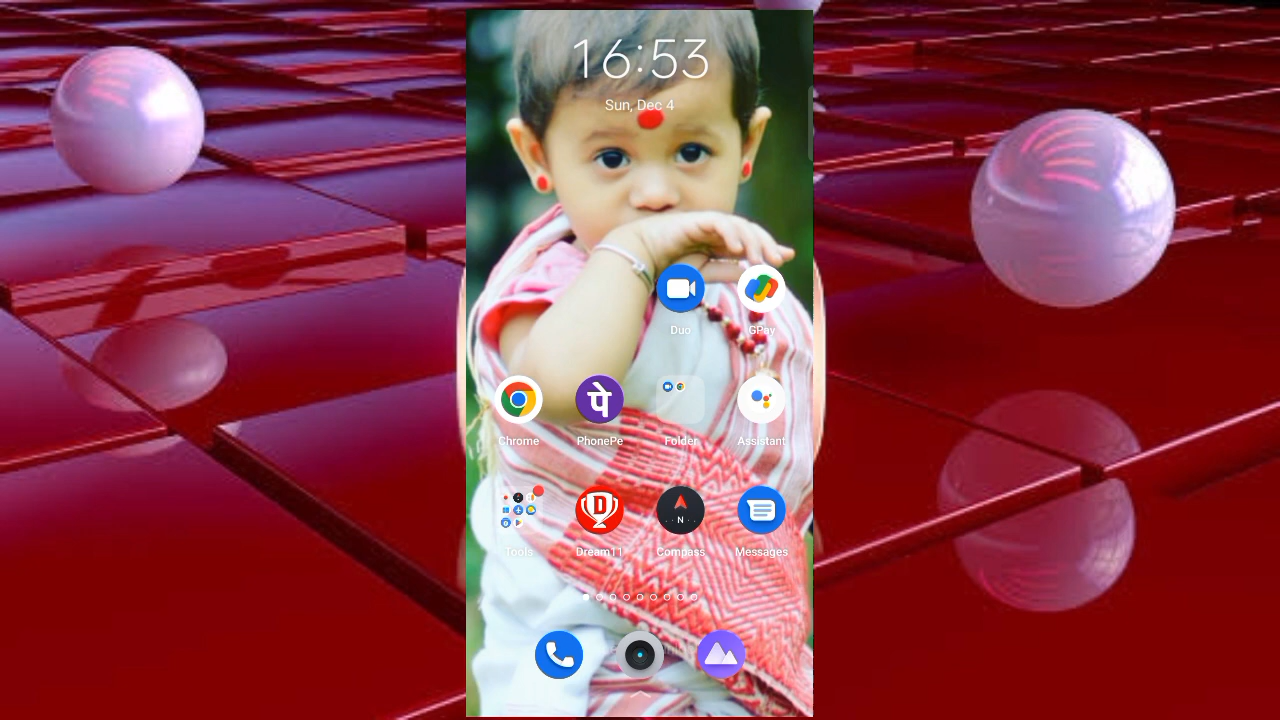 16:53
Sun, Dec 4
Duo
GPay
Chrome
पे
PhonePe
Folder
Assistant
D
N
Tools
Dream11
Compass
Messages